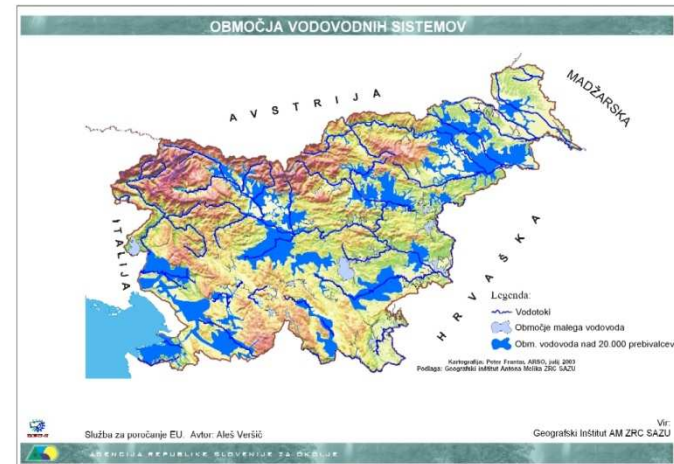 OBMOČJA VODOVODNIH SISTEMOV
AVSTRIJA
MADŽARSKA
ITALIJA
HRVAŠKA
Legenda:
Vodotoki
Območje malega vodovoda
Obm. vodovoda nad 20.000 prebivalcev
Kartografija: Peter Frantar, ARSO, julij 2003
Podlaga: Geografski inštitut Antona Melika ZRC SAZU
Vir:
Služba za poročanje EU. Avtor: Aleš Veršič
Geografski Inštitut AM ZRC SAZU
AGENCIJA REPUBLIKE SLOVENIJE ZA OKOLJE